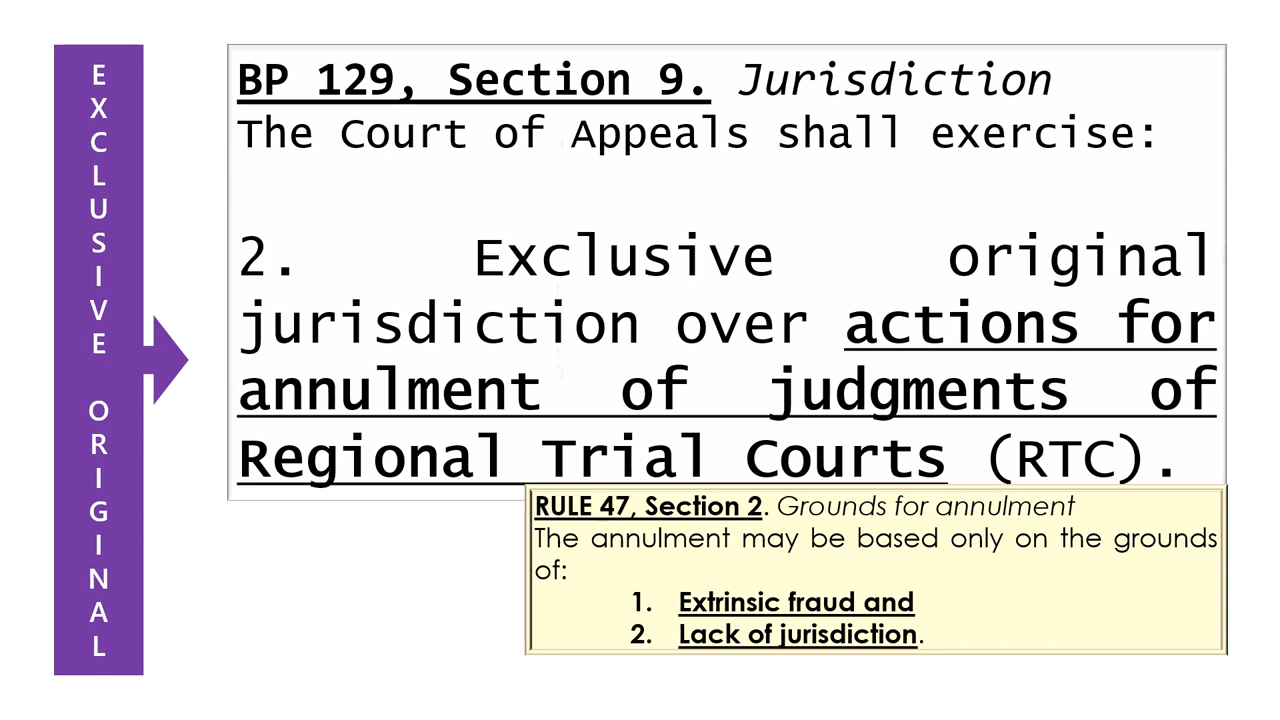 EXCLUSIVE ORIGINAL
BP 129, Section 9. Jurisdiction
The Court of Appeals shall exercise:
2. Exclusive original
jurisdiction over actions for
annulment of judgments of
Regional Trial Courts (RTC).
RULE 47, Section 2. Grounds for annulment
The annulment may be based only on the grounds
of:
1. Extrinsic fraud and
2. Lack of jurisdiction.